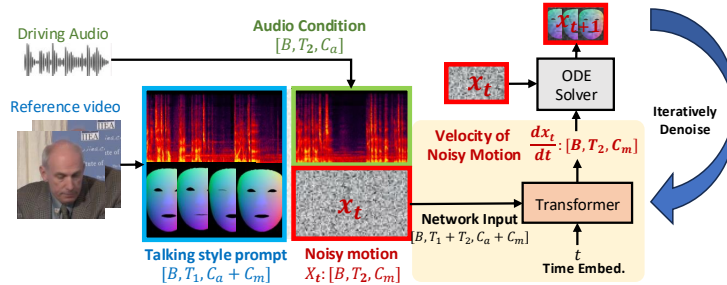 Driving Audio
Audio Condition
[B, T₂, Cₐ]
Reference video
ITEA
Talking style prompt
[B, T₁, Cₐ + Cₘ]
xₜ
Noisy motion
Xₜ: [B, T₂, Cₘ]
xₜ₊₁
xₜ
ODE
Solver
Iteratively
Denoise
Velocity of
Noisy Motion
dxₜ/dt : [B, T₂, Cₘ]
Network Input
[B, T₁ + T₂, Cₐ + Cₘ]
Transformer
t
Time Embed.